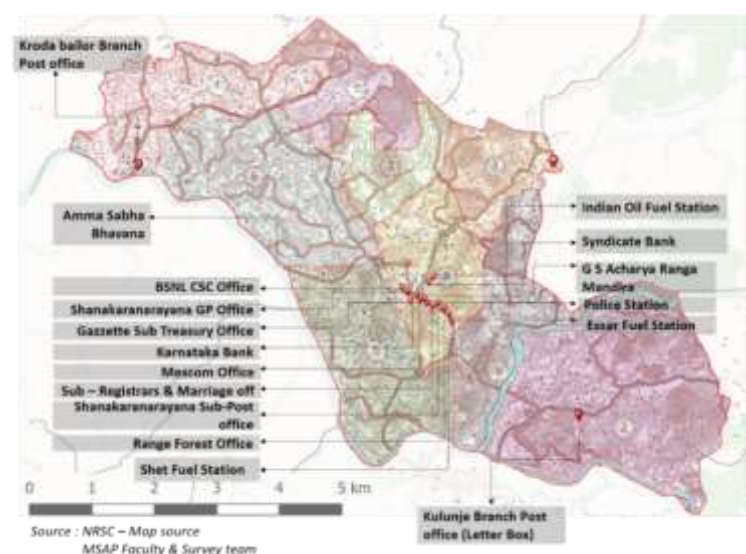 Kroda bailor Branch
Post office
Amma Sabha
Bhavana
BSNL CSC Office
Shanakaranarayana GP Office
Gazzette Sub Treasury Office
Karnataka Bank
Mescom Office
Sub – Registrars & Marriage off
Shanakaranarayana Sub-Post
office
Range Forest Office
Shet Fuel Station
Indian Oil Fuel Station
Syndicate Bank
G S Acharya Ranga
Mandira
Police Station
Essar Fuel Station
Kulunje Branch Post
office (Letter Box)
0 1 2 3 4 5 km
Source : NRSC – Map source
MSAP Faculty & Survey team